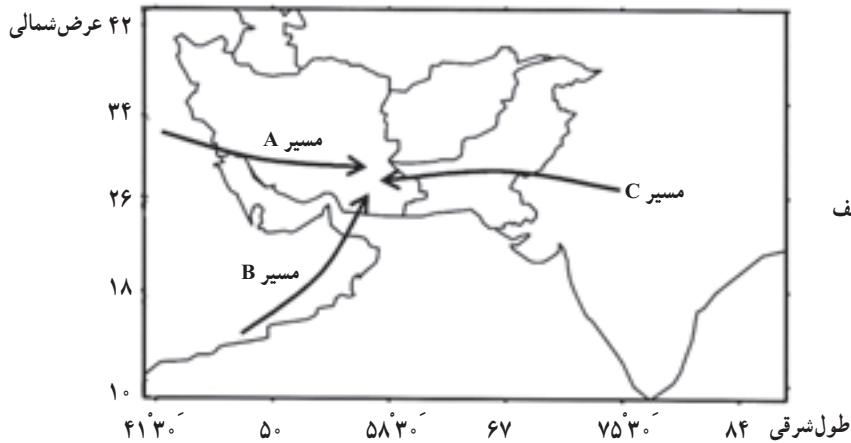 ۴۲ عرض‌شمالی
۳۴
۲۶
۱۸
۱۰
مسیر A
مسیر B
مسیر C
ف
۴۱°۳۰َ ۵۰ ۵۸°۳۰َ ۶۷ ۷۵°۳۰َ ۸۴ طول‌شرقی